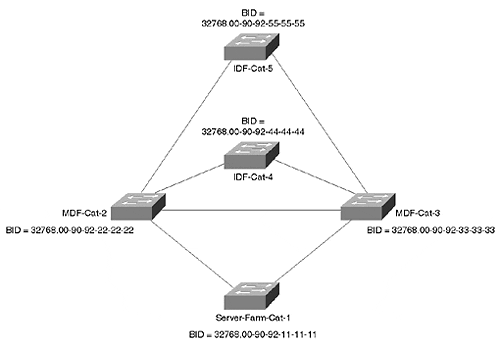 BID =
32768.00-90-92-55-55-55
IDF-Cat-5
BID =
32768.00-90-92-44-44-44
IDF-Cat-4
MDF-Cat-2
BID = 32768.00-90-92-22-22-22
MDF-Cat-3
BID = 32768.00-90-92-33-33-33
Server-Farm-Cat-1
BID = 32768.00-90-92-11-11-11